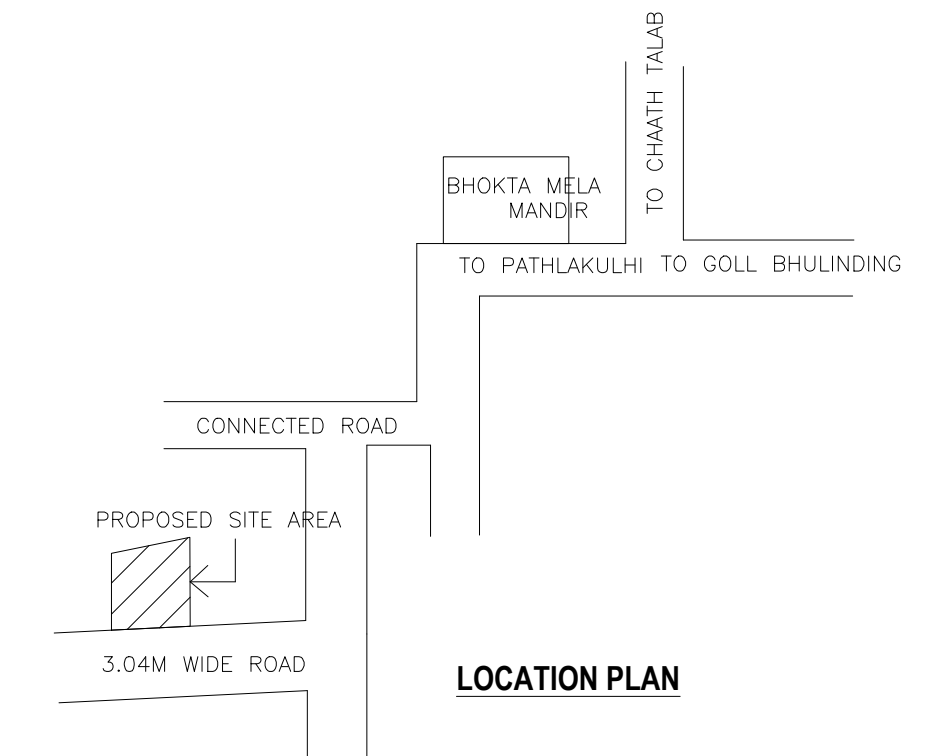 TO CHAATH TALAB
BHOKTA MELA
MANDIR
TO PATHLAKULHI
TO GOLL BHULINDING
CONNECTED ROAD
PROPOSED SITE AREA
3.04M WIDE ROAD
LOCATION PLAN